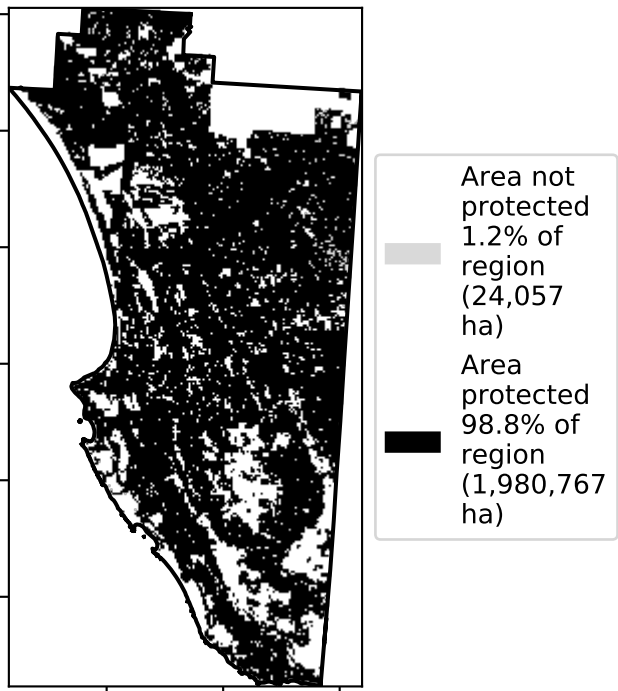 Area not
protected
1.2% of
region
(24,057
ha)
Area
protected
98.8% of
region
(1,980,767
ha)